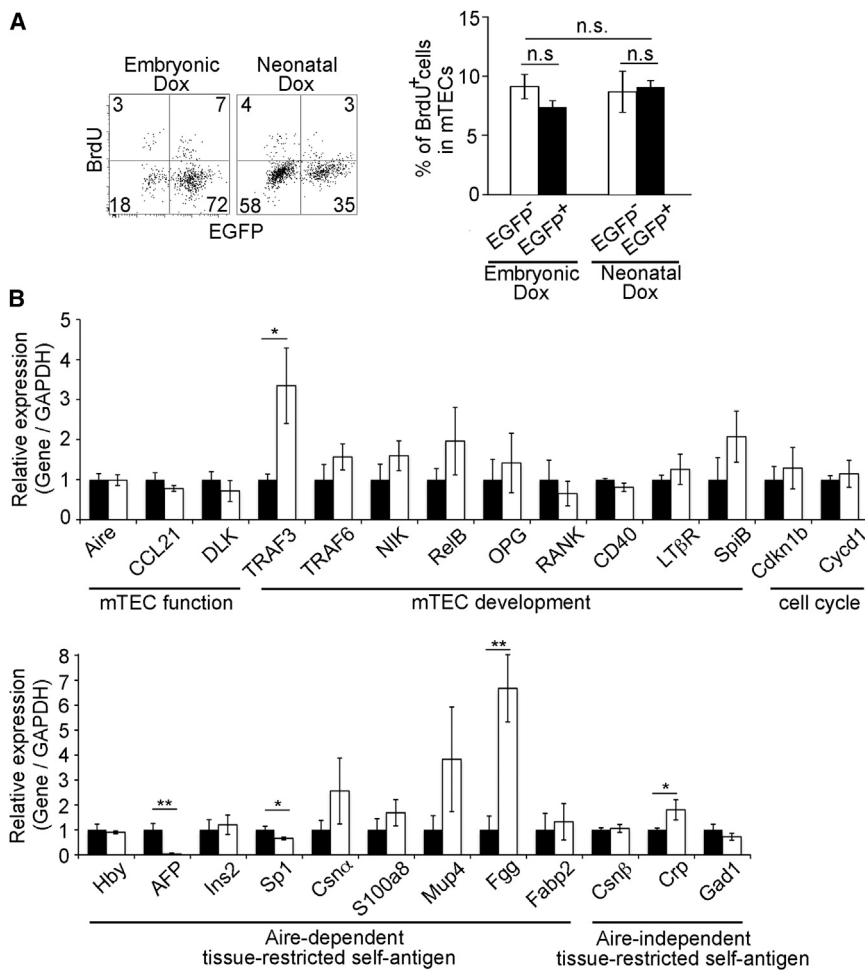 A
Embryonic Dox
Neonatal Dox
3 7
4 3
18 72
58 35
BrdU
EGFP
% of BrdU+cells in mTECs
15
10
5
0
n.s.
n.s n.s
EGFP- EGFP+ EGFP- EGFP+
Embryonic Dox
Neonatal Dox
B
Relative expression (Gene / GAPDH)
5
4
3
2
1
0
*
Aire CCL21 DLK TRAF3 TRAF6 NIK RelB OPG RANK CD40 LTβR SpiB Cdkn1b Cycd1
mTEC function mTEC development cell cycle
Relative expression (Gene / GAPDH)
8
7
6
5
4
3
2
1
0
** * ** *
Hby AFP Ins2 Sp1 Csnα S100a8 Mup4 Fgg Fabp2 Csnβ Crp Gad1
Aire-dependent tissue-restricted self-antigen
Aire-independent tissue-restricted self-antigen